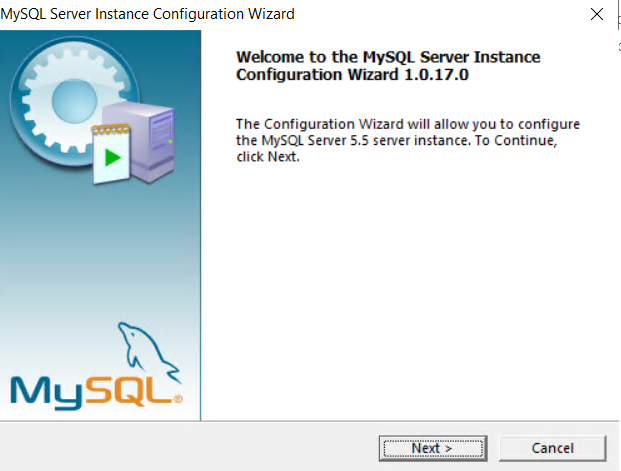 MySQL Server Instance Configuration Wizard
Welcome to the MySQL Server Instance
Configuration Wizard 1.0.17.0
The Configuration Wizard will allow you to configure
the MySQL Server 5.5 server instance. To Continue,
click Next.
MySQL®
Next >
Cancel